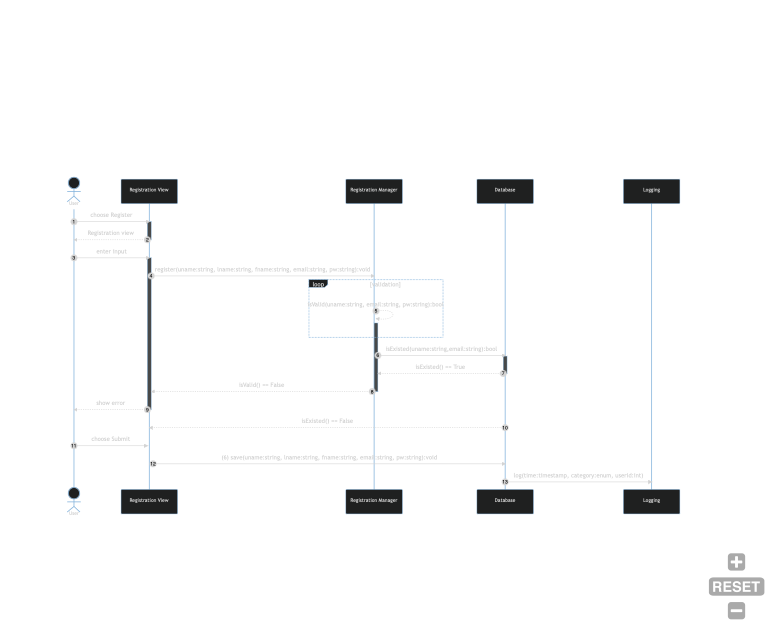 Registration View
Registration Manager
Database
Logging
1 choose Register
Registration view 2
3 enter input
4 register(uname:string, lname:string, fname:string, email:string, pw:string):void
loop [validation]
isValid(uname:string, email:string, pw:string):bool
5
6 isExisted(uname:string,email:string):bool
isExisted() == True 7
isValid() == False 8
show error 9
isExisted() == False 10
11 choose Submit
12 (6) save(uname:string, lname:string, fname:string, email:string, pw:string):void
13 log(time:timestamp, category:enum, userId:int)
Registration View
Registration Manager
Database
Logging
RESET